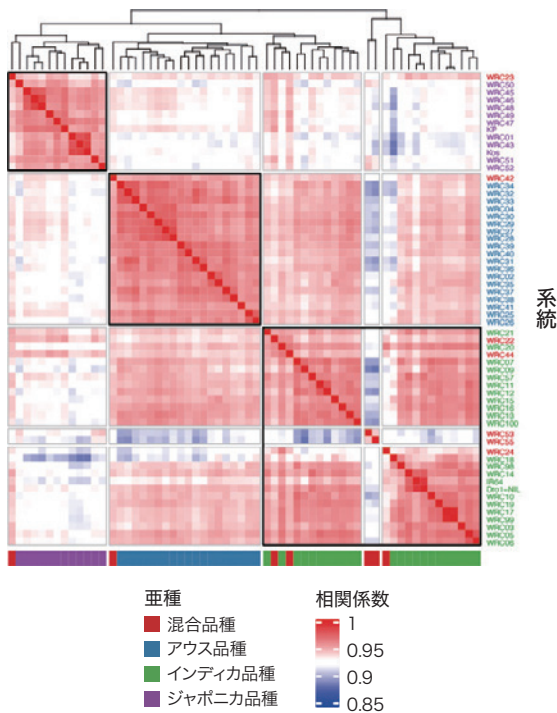 WRC23
WRC50
WRC45
WRC46
WRC48
WRC49
WRC47
KP
WRC01
WRC43
Kos
WRC51
WRC52
WRC42
WRC34
WRC32
WRC33
WRC04
WRC30
WRC29
WRC27
WRC28
WRC39
WRC40
WRC31
WRC36
WRC02
WRC35
WRC37
WRC38
WRC41
WRC25
WRC26
WRC21
WRC22
WRC20
WRC44
WRC07
WRC09
WRC57
WRC11
WRC12
WRC15
WRC16
WRC13
WRC100
WRC53
WRC55
WRC24
WRC18
WRC98
WRC14
IR64
Dro1-NIL
WRC10
WRC19
WRC17
WRC99
WRC03
WRC05
WRC06
系統
亜種
混合品種
アウス品種
インディカ品種
ジャポニカ品種
相関係数
1
0.95
0.9
0.85